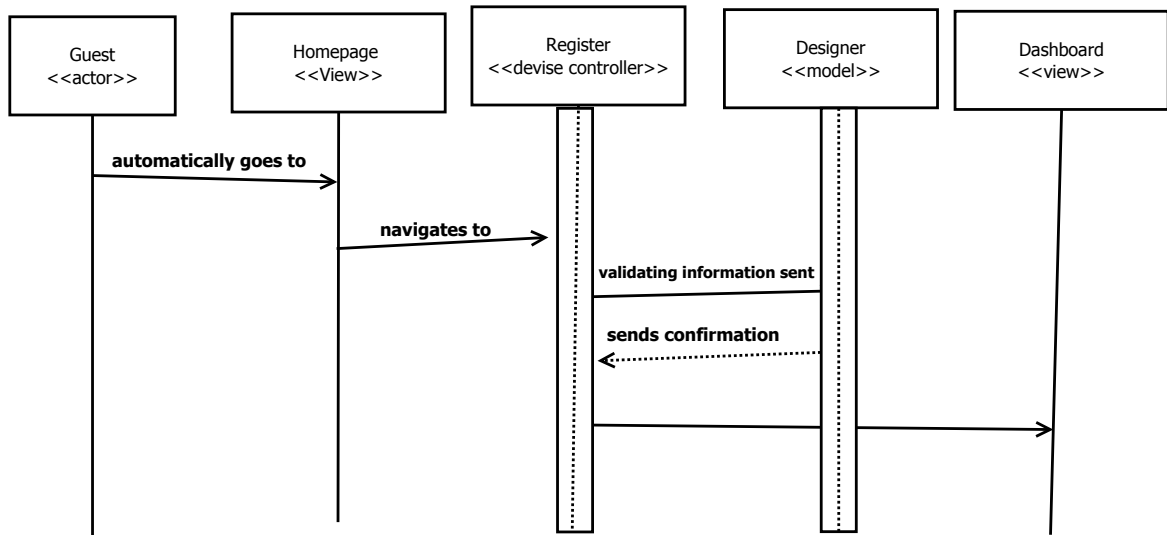 Guest
<<actor>>
Homepage
<<View>>
Register
<<devise controller>>
Designer
<<model>>
Dashboard
<<view>>
automatically goes to
navigates to
validating information sent
sends confirmation